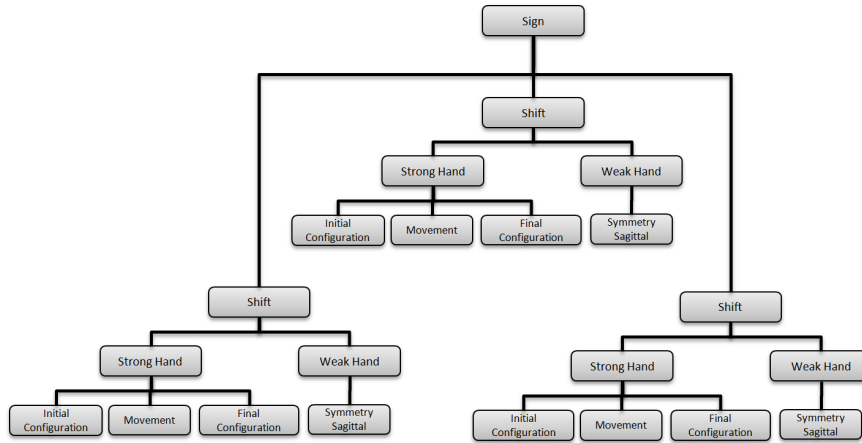 Sign
Shift
Strong Hand
Weak Hand
Initial
Configuration
Movement
Final
Configuration
Symmetry
Sagittal
Shift
Strong Hand
Weak Hand
Initial
Configuration
Movement
Final
Configuration
Symmetry
Sagittal
Shift
Strong Hand
Weak Hand
Initial
Configuration
Movement
Final
Configuration
Symmetry
Sagittal